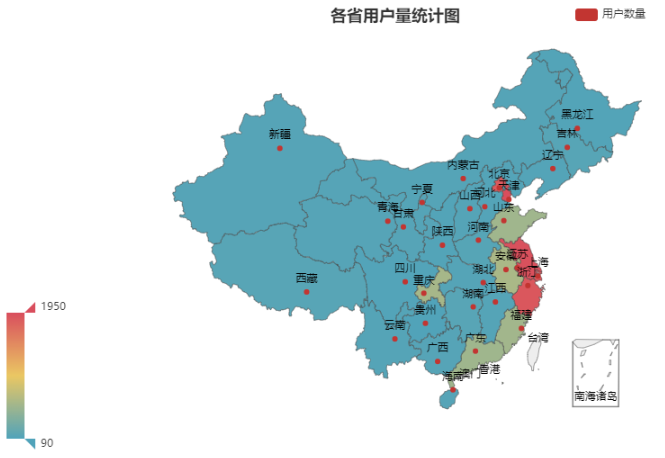 各省用户量统计图
用户数量
黑龙江
吉林
辽宁
新疆
内蒙古
北京
天津
宁夏
山西
河北
青海
甘肃
山东
陕西
河南
江苏
上海
安徽
四川
湖北
浙江
西藏
重庆
湖南
江西
贵州
福建
云南
广东
台湾
广西
海南
澳门
香港
南海诸岛
1950
90